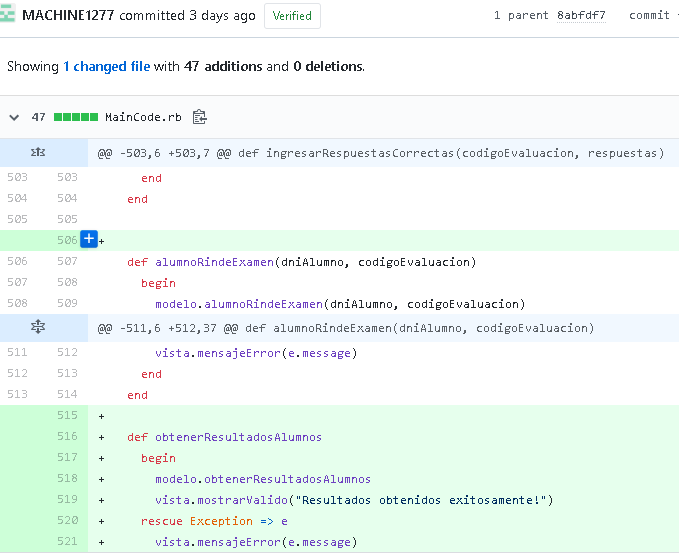 MACHINE1277 committed 3 days ago Verified 1 parent 8abfdf7 commit
Showing 1 changed file with 47 additions and 0 deletions.
47 MainCode.rb
@@ -503,6 +503,7 @@ def ingresarRespuestasCorrectas(codigoEvaluacion, respuestas)
503 503 end
504 504 end
505 505
506 + +
506 507 def alumnoRindeExamen(dniAlumno, codigoEvaluacion)
507 508 begin
508 509 modelo.alumnoRindeExamen(dniAlumno, codigoEvaluacion)
@@ -511,6 +512,37 @@ def alumnoRindeExamen(dniAlumno, codigoEvaluacion)
511 512 vista.mensajeError(e.message)
512 513 end
513 514 end
515 +
516 + def obtenerResultadosAlumnos
517 + begin
518 + modelo.obtenerResultadosAlumnos
519 + vista.mostrarValido("Resultados obtenidos exitosamente!")
520 + rescue Exception => e
521 + vista.mensajeError(e.message)